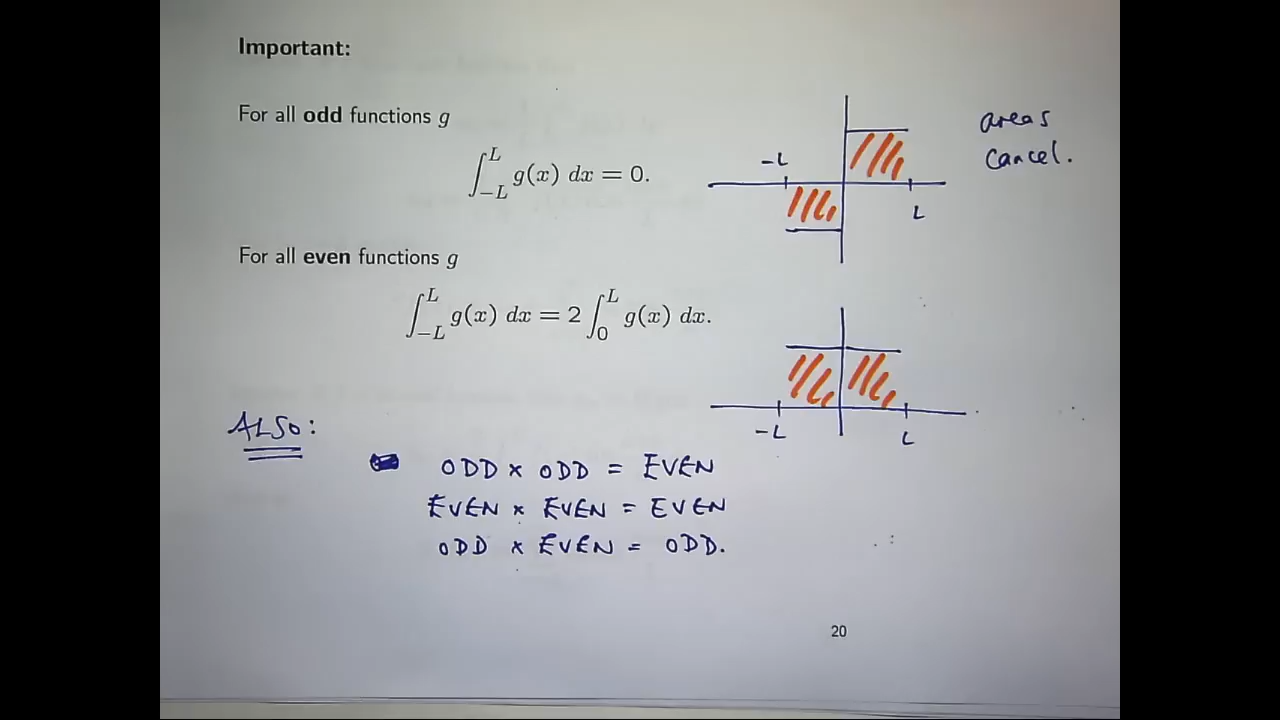 Important:
For all odd functions g
∫_{-L}^{L} g(x) dx = 0.
-L
L
areas
cancel.
For all even functions g
∫_{-L}^{L} g(x) dx = 2 ∫_{0}^{L} g(x) dx.
-L
L
ALSO:
ODD × ODD = EVEN
EVEN × EVEN = EVEN
ODD × EVEN = ODD.
20